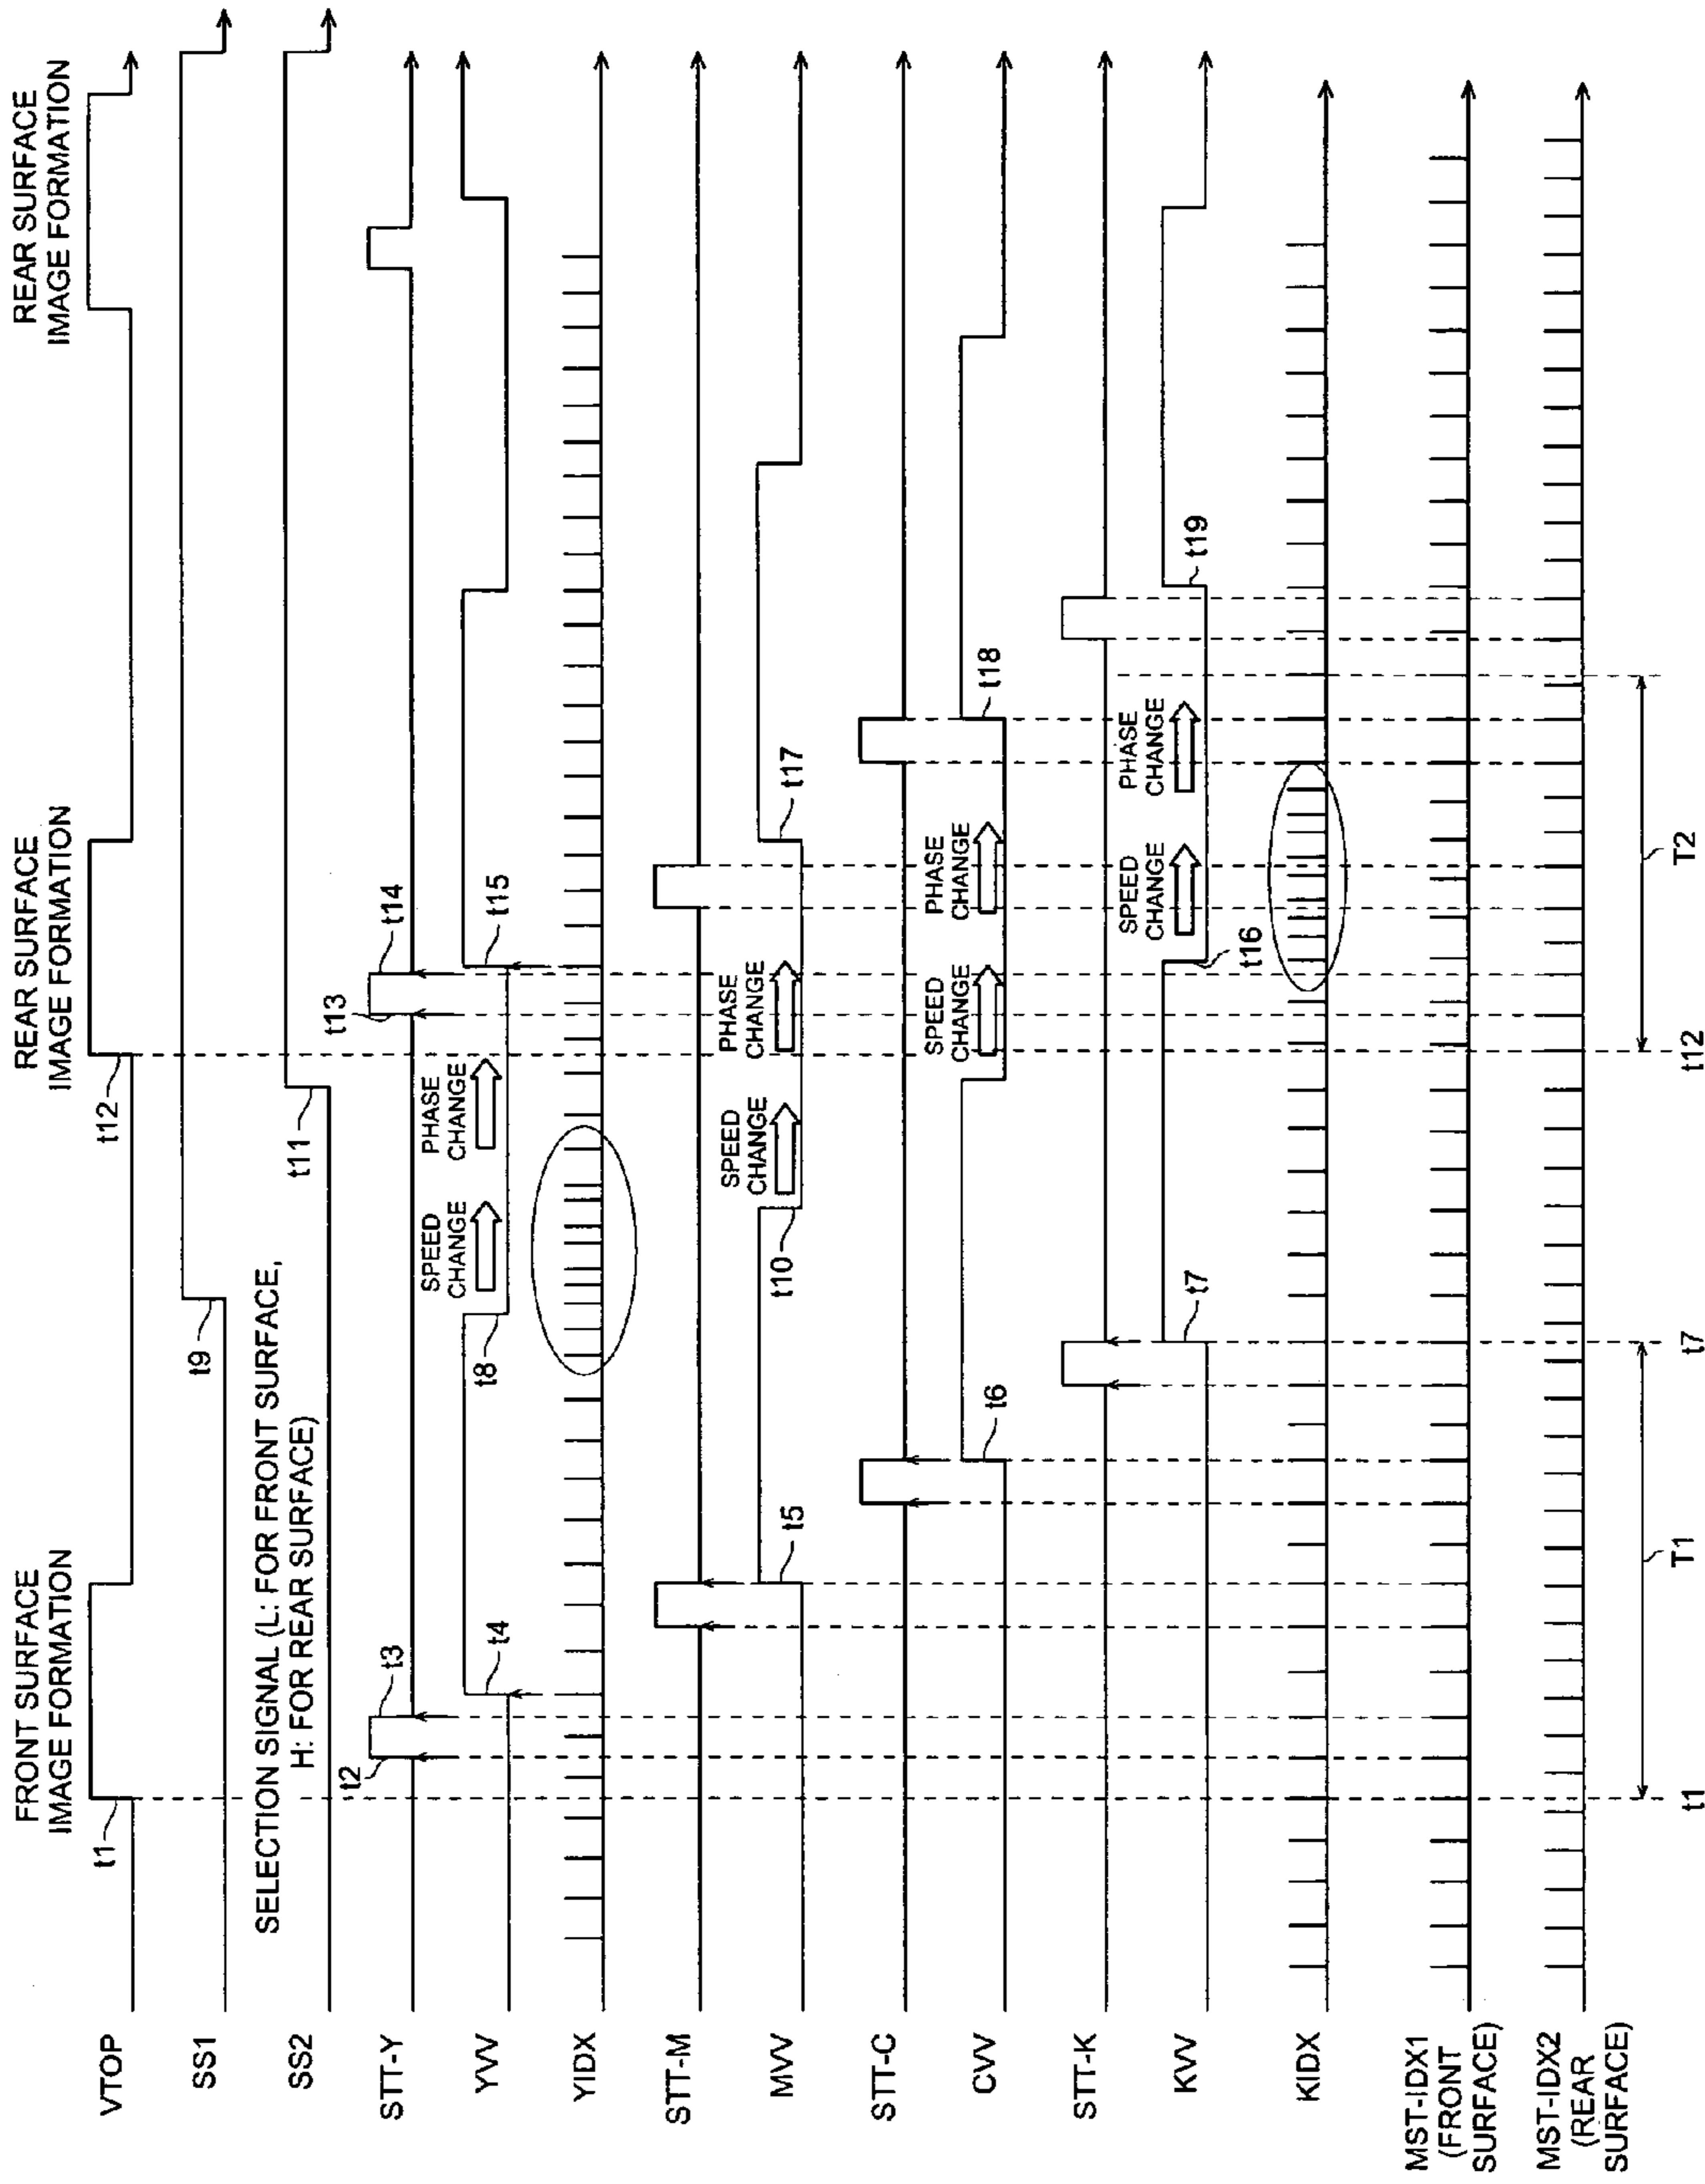 FRONT SURFACE
IMAGE FORMATION
REAR SURFACE
IMAGE FORMATION
REAR SURFACE
IMAGE FORMATION
VTOP
t1
t12
SS1
t9
SELECTION SIGNAL (L: FOR FRONT SURFACE,
H: FOR REAR SURFACE)
SS2
t11
STT-Y
t2
t3
t13
t14
YVV
t4
t8
SPEED
CHANGE
PHASE
CHANGE
t15
YIDX
STT-M
MVV
t5
t10
SPEED
CHANGE
PHASE
CHANGE
t17
STT-C
CVV
t6
SPEED
CHANGE
PHASE
CHANGE
t18
STT-K
KVV
t7
t16
SPEED
CHANGE
PHASE
CHANGE
t19
KIDX
MST-IDX1
(FRONT
SURFACE)
MST-IDX2
(REAR
SURFACE)
T1
T2
t1
t7
t12